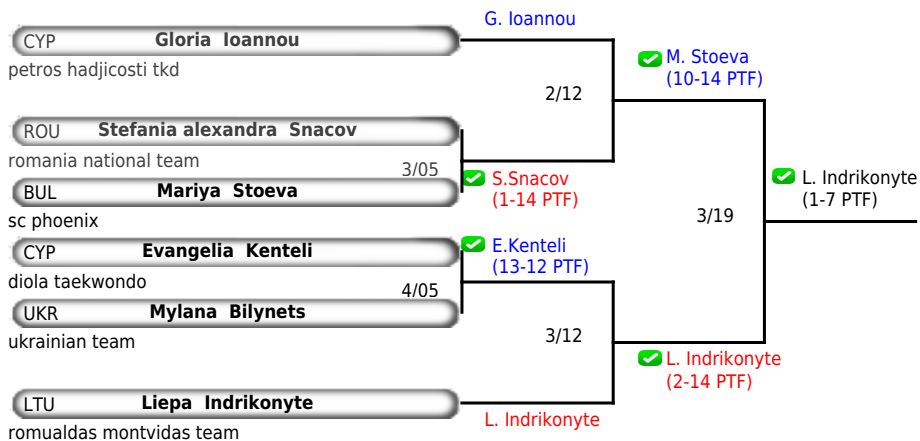 G. Ioannou
CYP Gloria Ioannou
petros hadjicosti tkd
M. Stoeva
(10-14 PTF)
2/12
ROU Stefania alexandra Snacov
romania national team
3/05
S.Snacov
(1-14 PTF)
BUL Mariya Stoeva
sc phoenix
L. Indrikonyte
(1-7 PTF)
3/19
CYP Evangelia Kenteli
diola taekwondo
E.Kenteli
(13-12 PTF)
4/05
UKR Mylana Bilynets
ukrainian team
3/12
L. Indrikonyte
(2-14 PTF)
LTU Liepa Indrikonyte
romualdas montvidas team
L. Indrikonyte